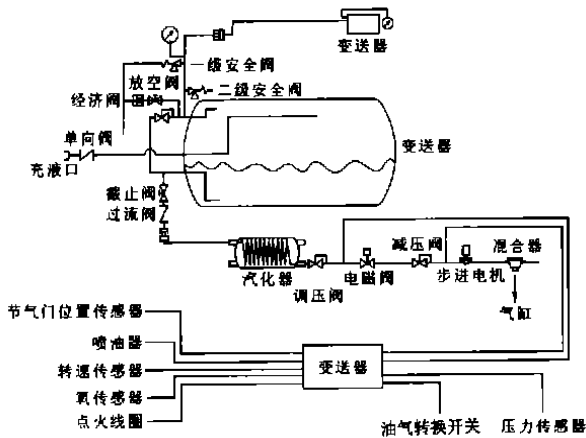 变送器
一级安全阀
放空阀
二级安全阀
经济阀
单向阀
变送器
充液口
截止阀
过流阀
减压阀
混合器
汽化器
电磁阀
步进电机
调压阀
气缸
节气门位置传感器
喷油器
转速传感器
变送器
氧传感器
点火线圈
油气转换开关
压力传感器